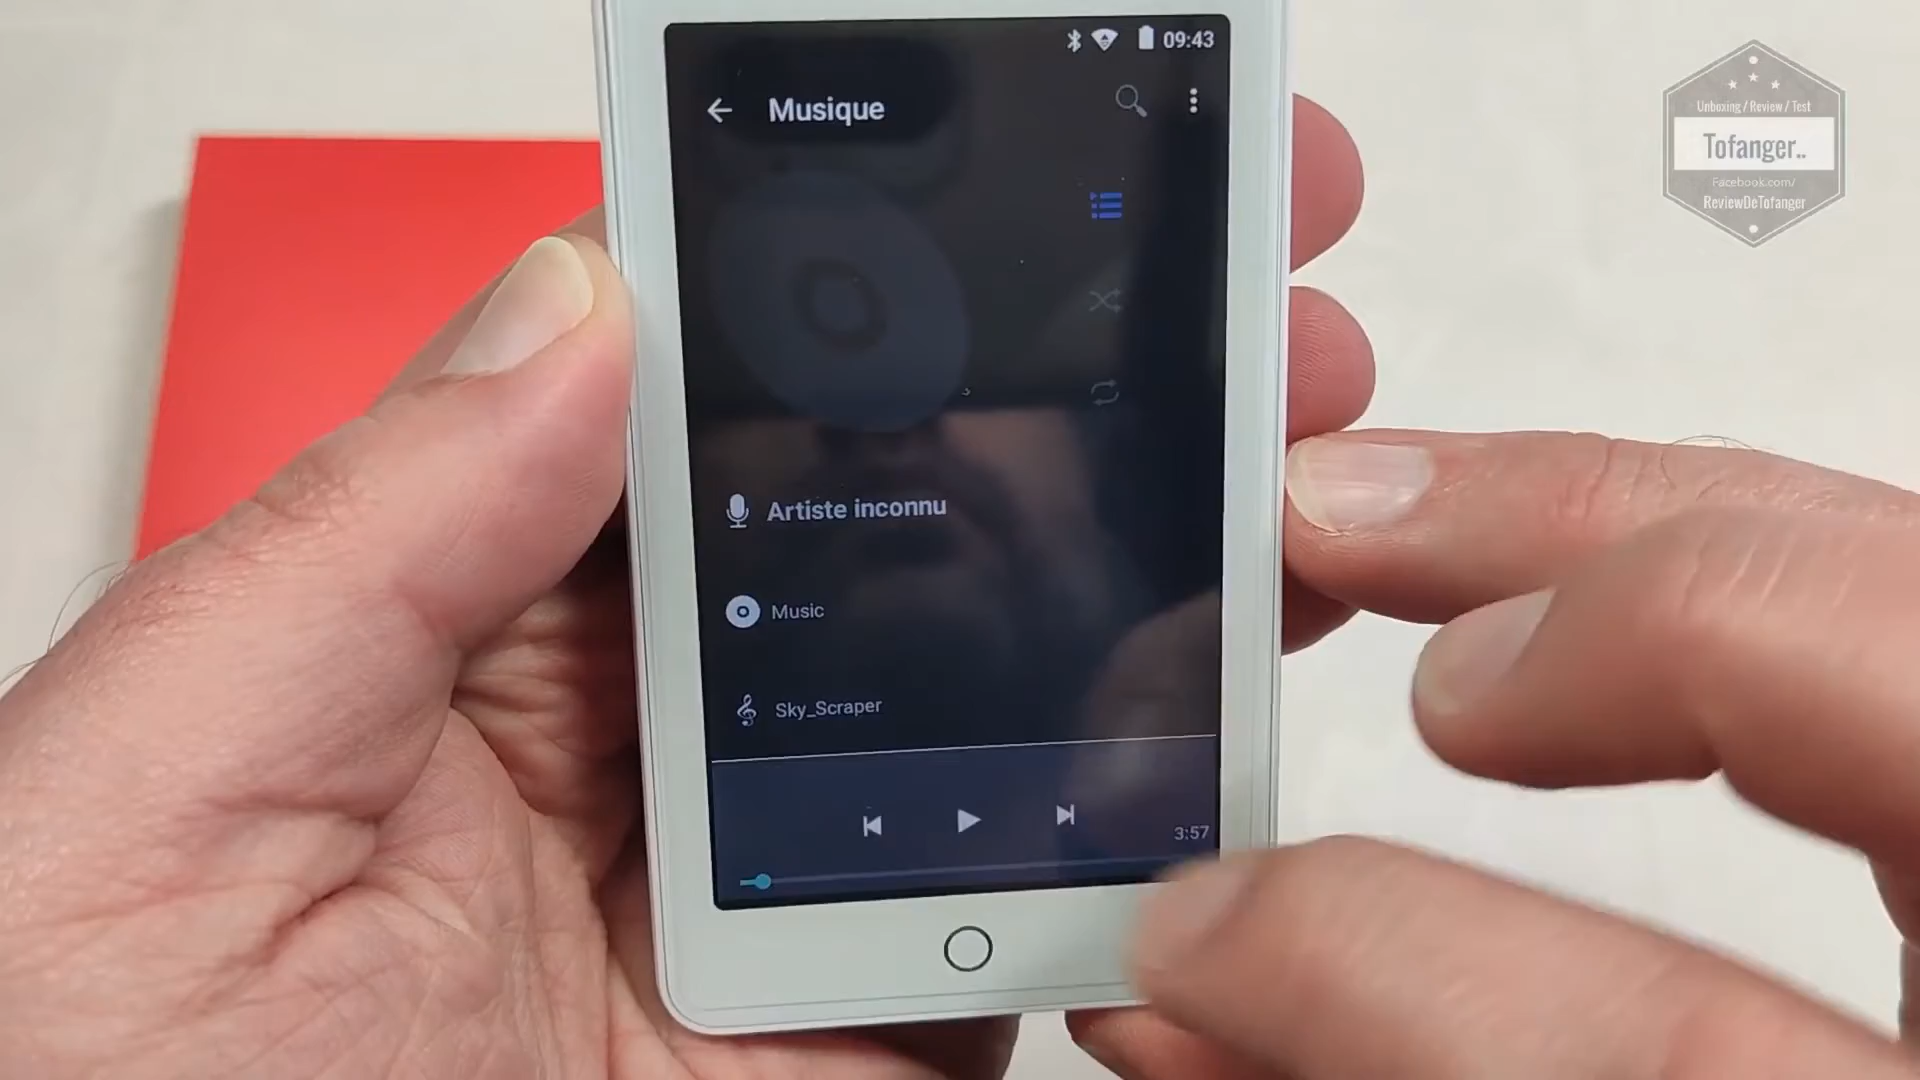 09:43
Musique
Artiste inconnu
Music
Sky_Scraper
3:57
Unboxing / Review / Test
Tofanger..
Facebook.com/
ReviewDeTofanger